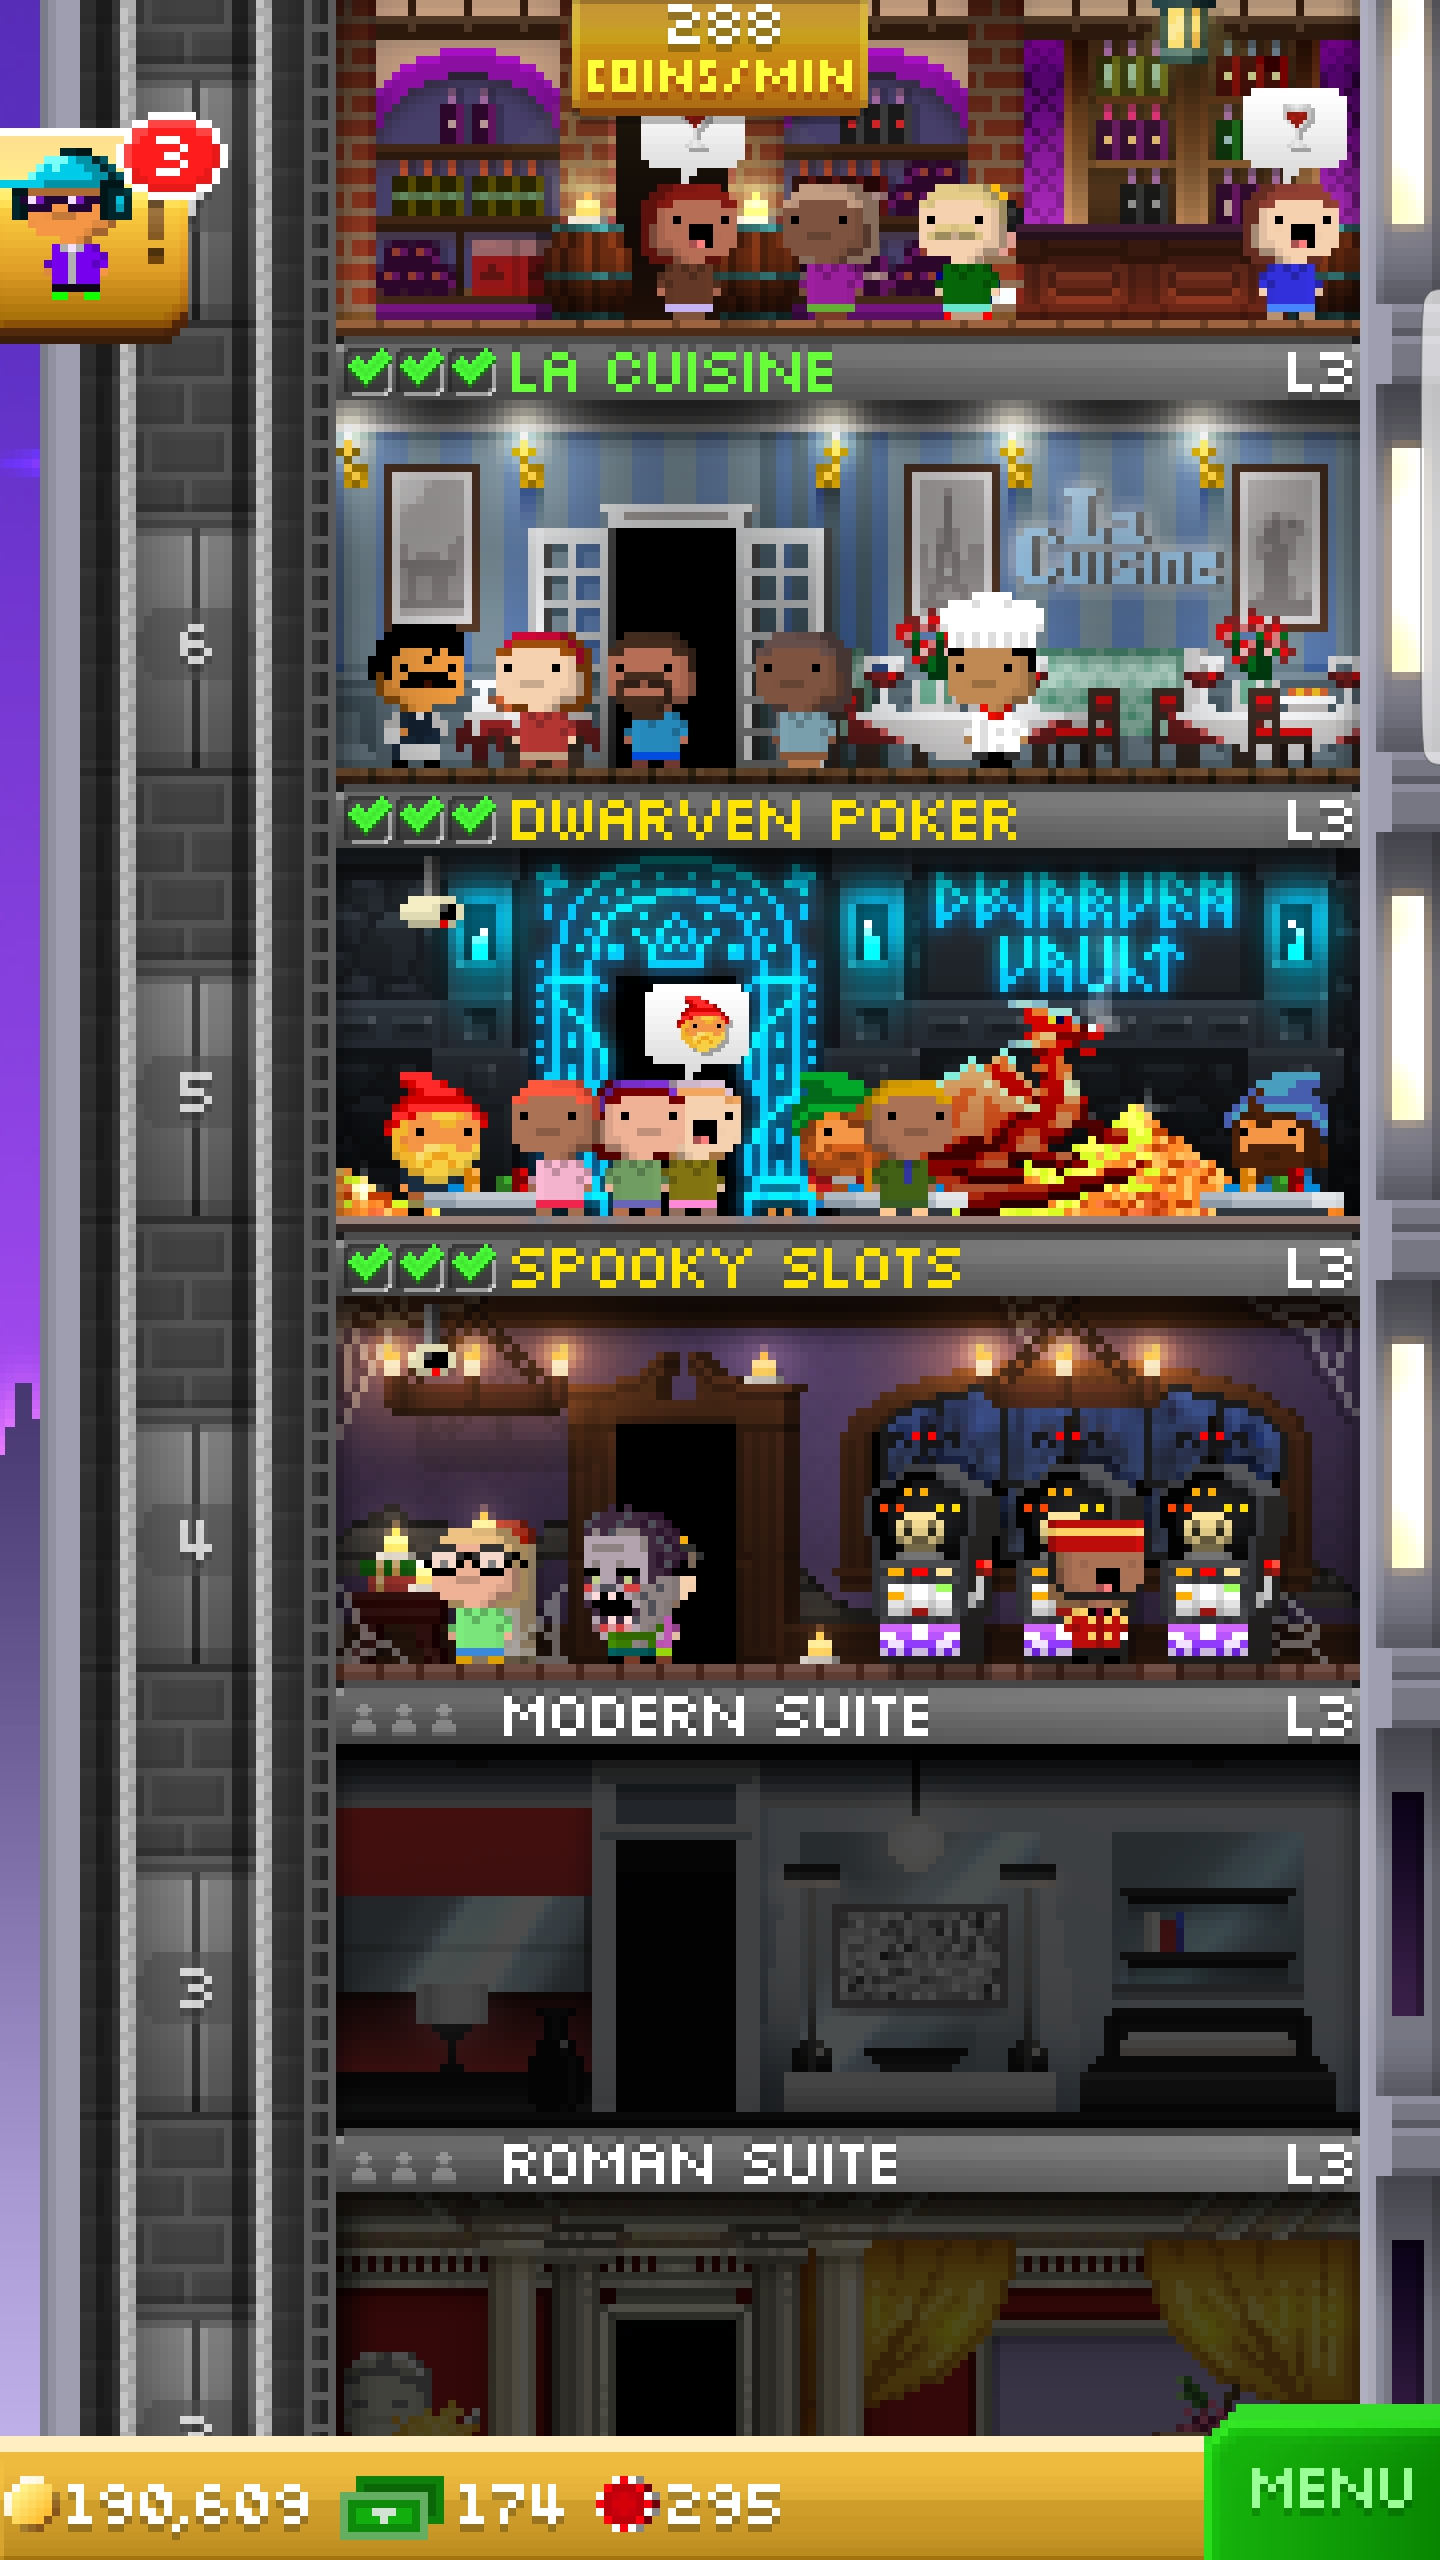 288
COINS/MIN
3
!
LA CUISINE L3
La
Cuisine
6
DWARVEN POKER L3
DWARVEN
VAULT
5
SPOOKY SLOTS L3
4
MODERN SUITE L3
3
ROMAN SUITE L3
190,609 174 295
MENU